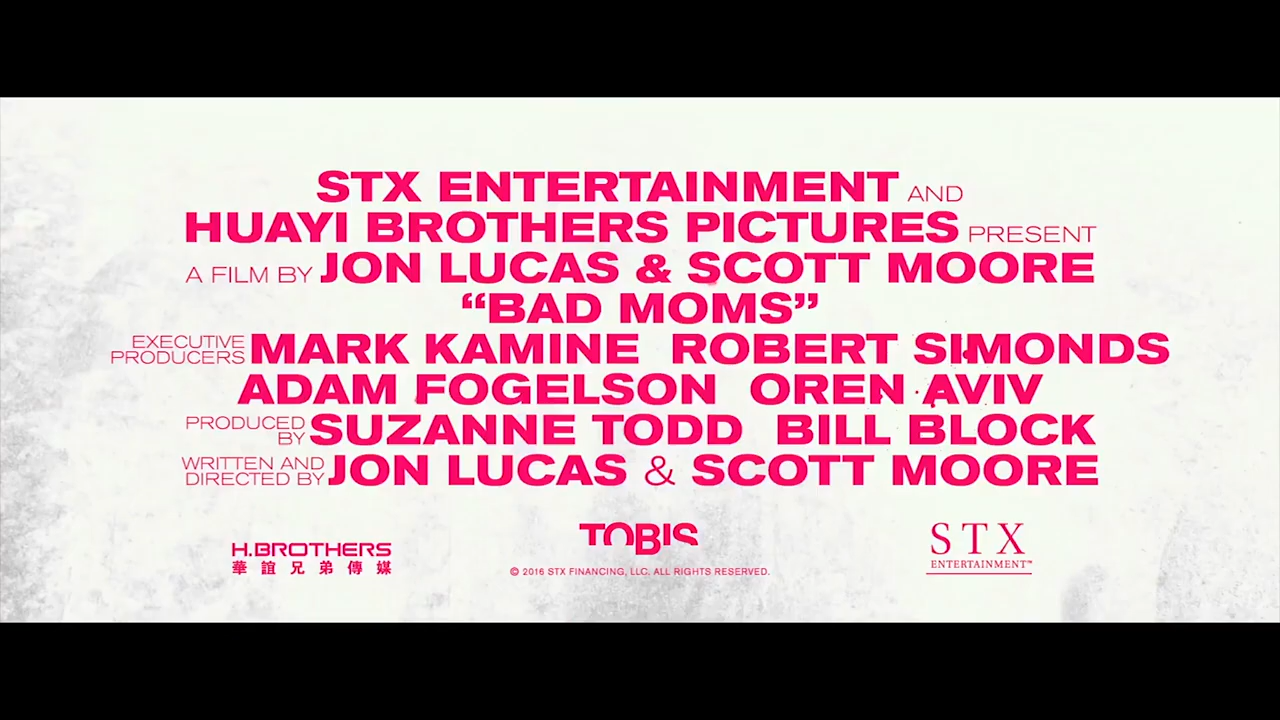 STX ENTERTAINMENT AND
HUAYI BROTHERS PICTURES PRESENT
A FILM BY JON LUCAS & SCOTT MOORE
“BAD MOMS”
EXECUTIVE PRODUCERS MARK KAMINE ROBERT SIMONDS
ADAM FOGELSON OREN AVIV
PRODUCED BY SUZANNE TODD BILL BLOCK
WRITTEN AND DIRECTED BY JON LUCAS & SCOTT MOORE
H.BROTHERS
華誼兄弟傳媒
TOBIS
© 2016 STX FINANCING, LLC. ALL RIGHTS RESERVED.
STX
ENTERTAINMENT™